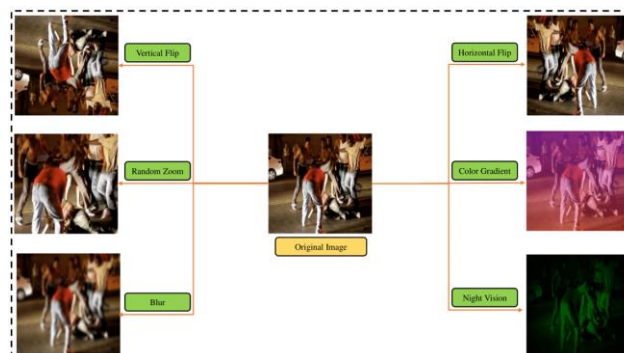 Vertical Flip
Horizontal Flip
Random Zoom
Color Gradient
Original Image
Blur
Night Vision